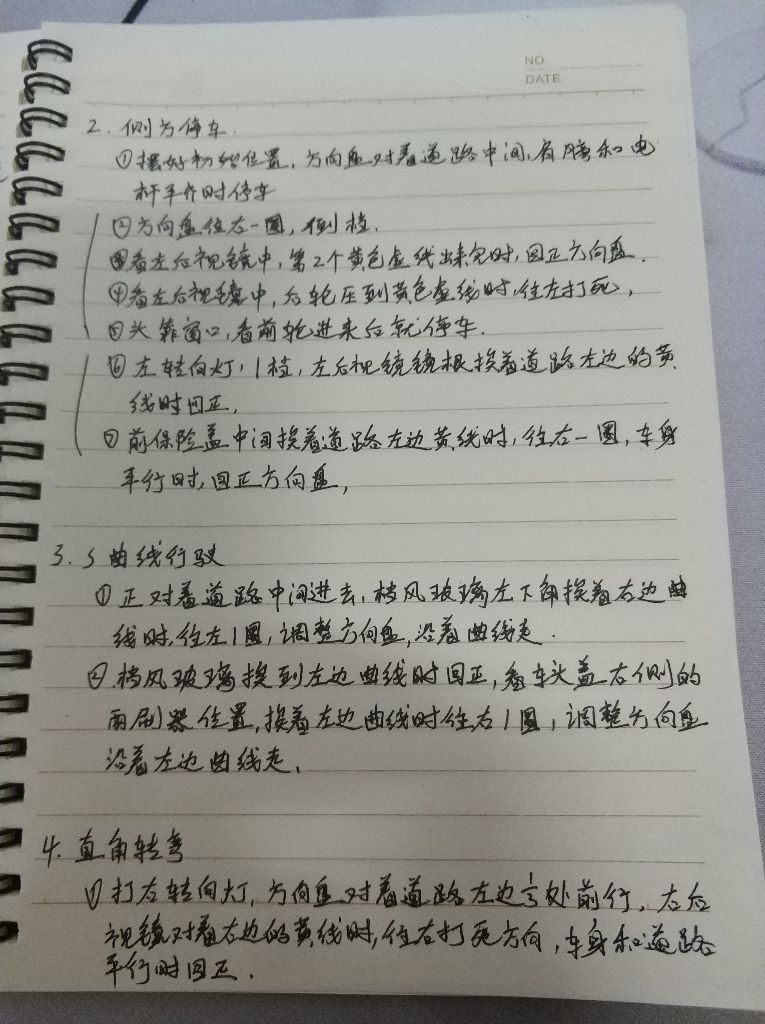 NO
DATE
2. 侧方停车.
①摆好初始位置, 方向盘对着道路中间, 肩膀和电
杆平齐时停车
②方向盘往右一圈, 倒档.
③看左后视镜中, 第2个黄色虚线出来完时, 回正方向盘.
④看左后视镜中, 后轮压到黄色虚线时, 往左打死,
⑤头靠窗口, 看前轮进来后就停车.
⑥左转向灯, 1档, 左后视镜镜根挨着道路左边的黄
线时回正.
⑦前保险盖中间挨着道路左边黄线时, 往右一圈, 车身
平行时, 回正方向盘,
3. S曲线行驶
①正对着道路中间进去, 档风玻璃左下角挨着右边曲
线时, 往左1圈, 调整方向盘, 沿着曲线走.
②档风玻璃挨到左边曲线时回正, 看车头盖右侧的
雨刷器位置, 挨着左边曲线时往右1圈, 调整方向盘
沿着左边曲线走.
4. 直角转弯
①打右转向灯, 方向盘对着道路左边处前行, 右后
视镜对着右边的黄线时, 往右打死方向, 车身和道路
平行时回正.